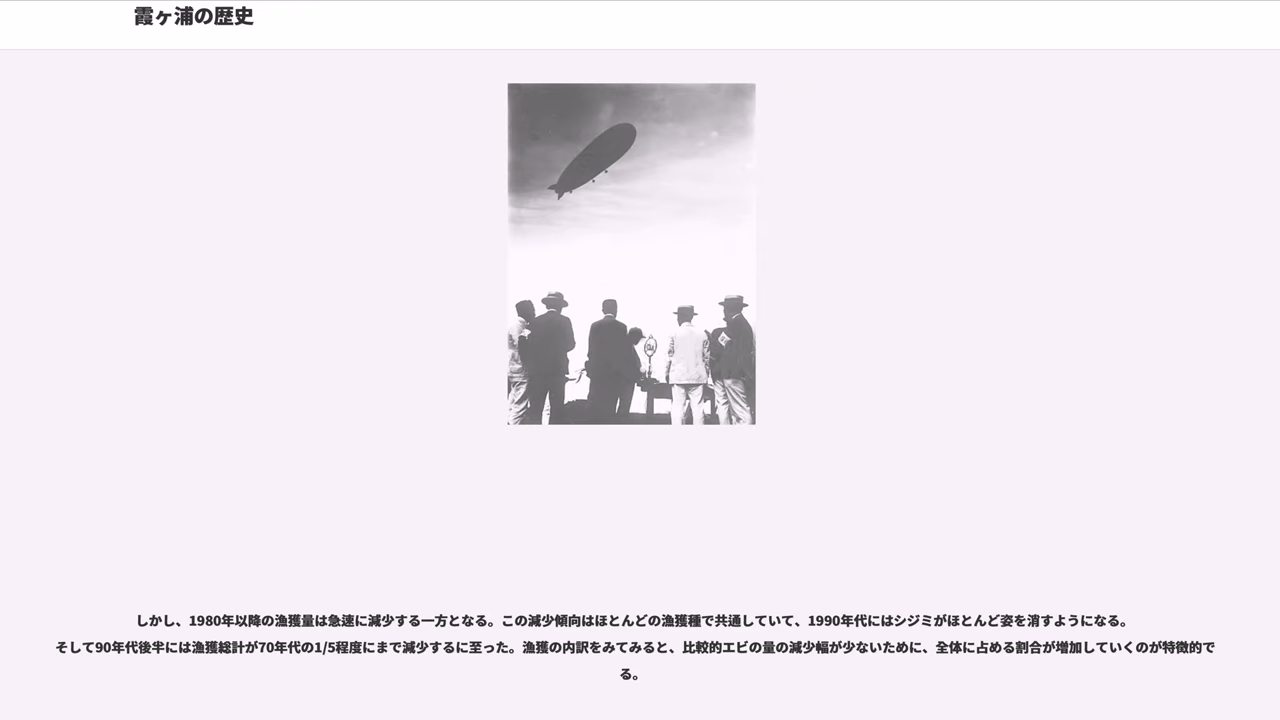 霞ヶ浦の歴史
しかし、1980年以降の漁獲量は急速に減少する一方となる。この減少傾向はほとんどの漁獲種で共通していて、1990年代にはシジミがほとんど姿を消すようになる。
そして90年代後半には漁獲総計が70年代の1/5程度にまで減少するに至った。漁獲の内訳をみてみると、比較的エビの量の減少幅が少ないために、全体に占める割合が増加していくのが特徴的で
る。